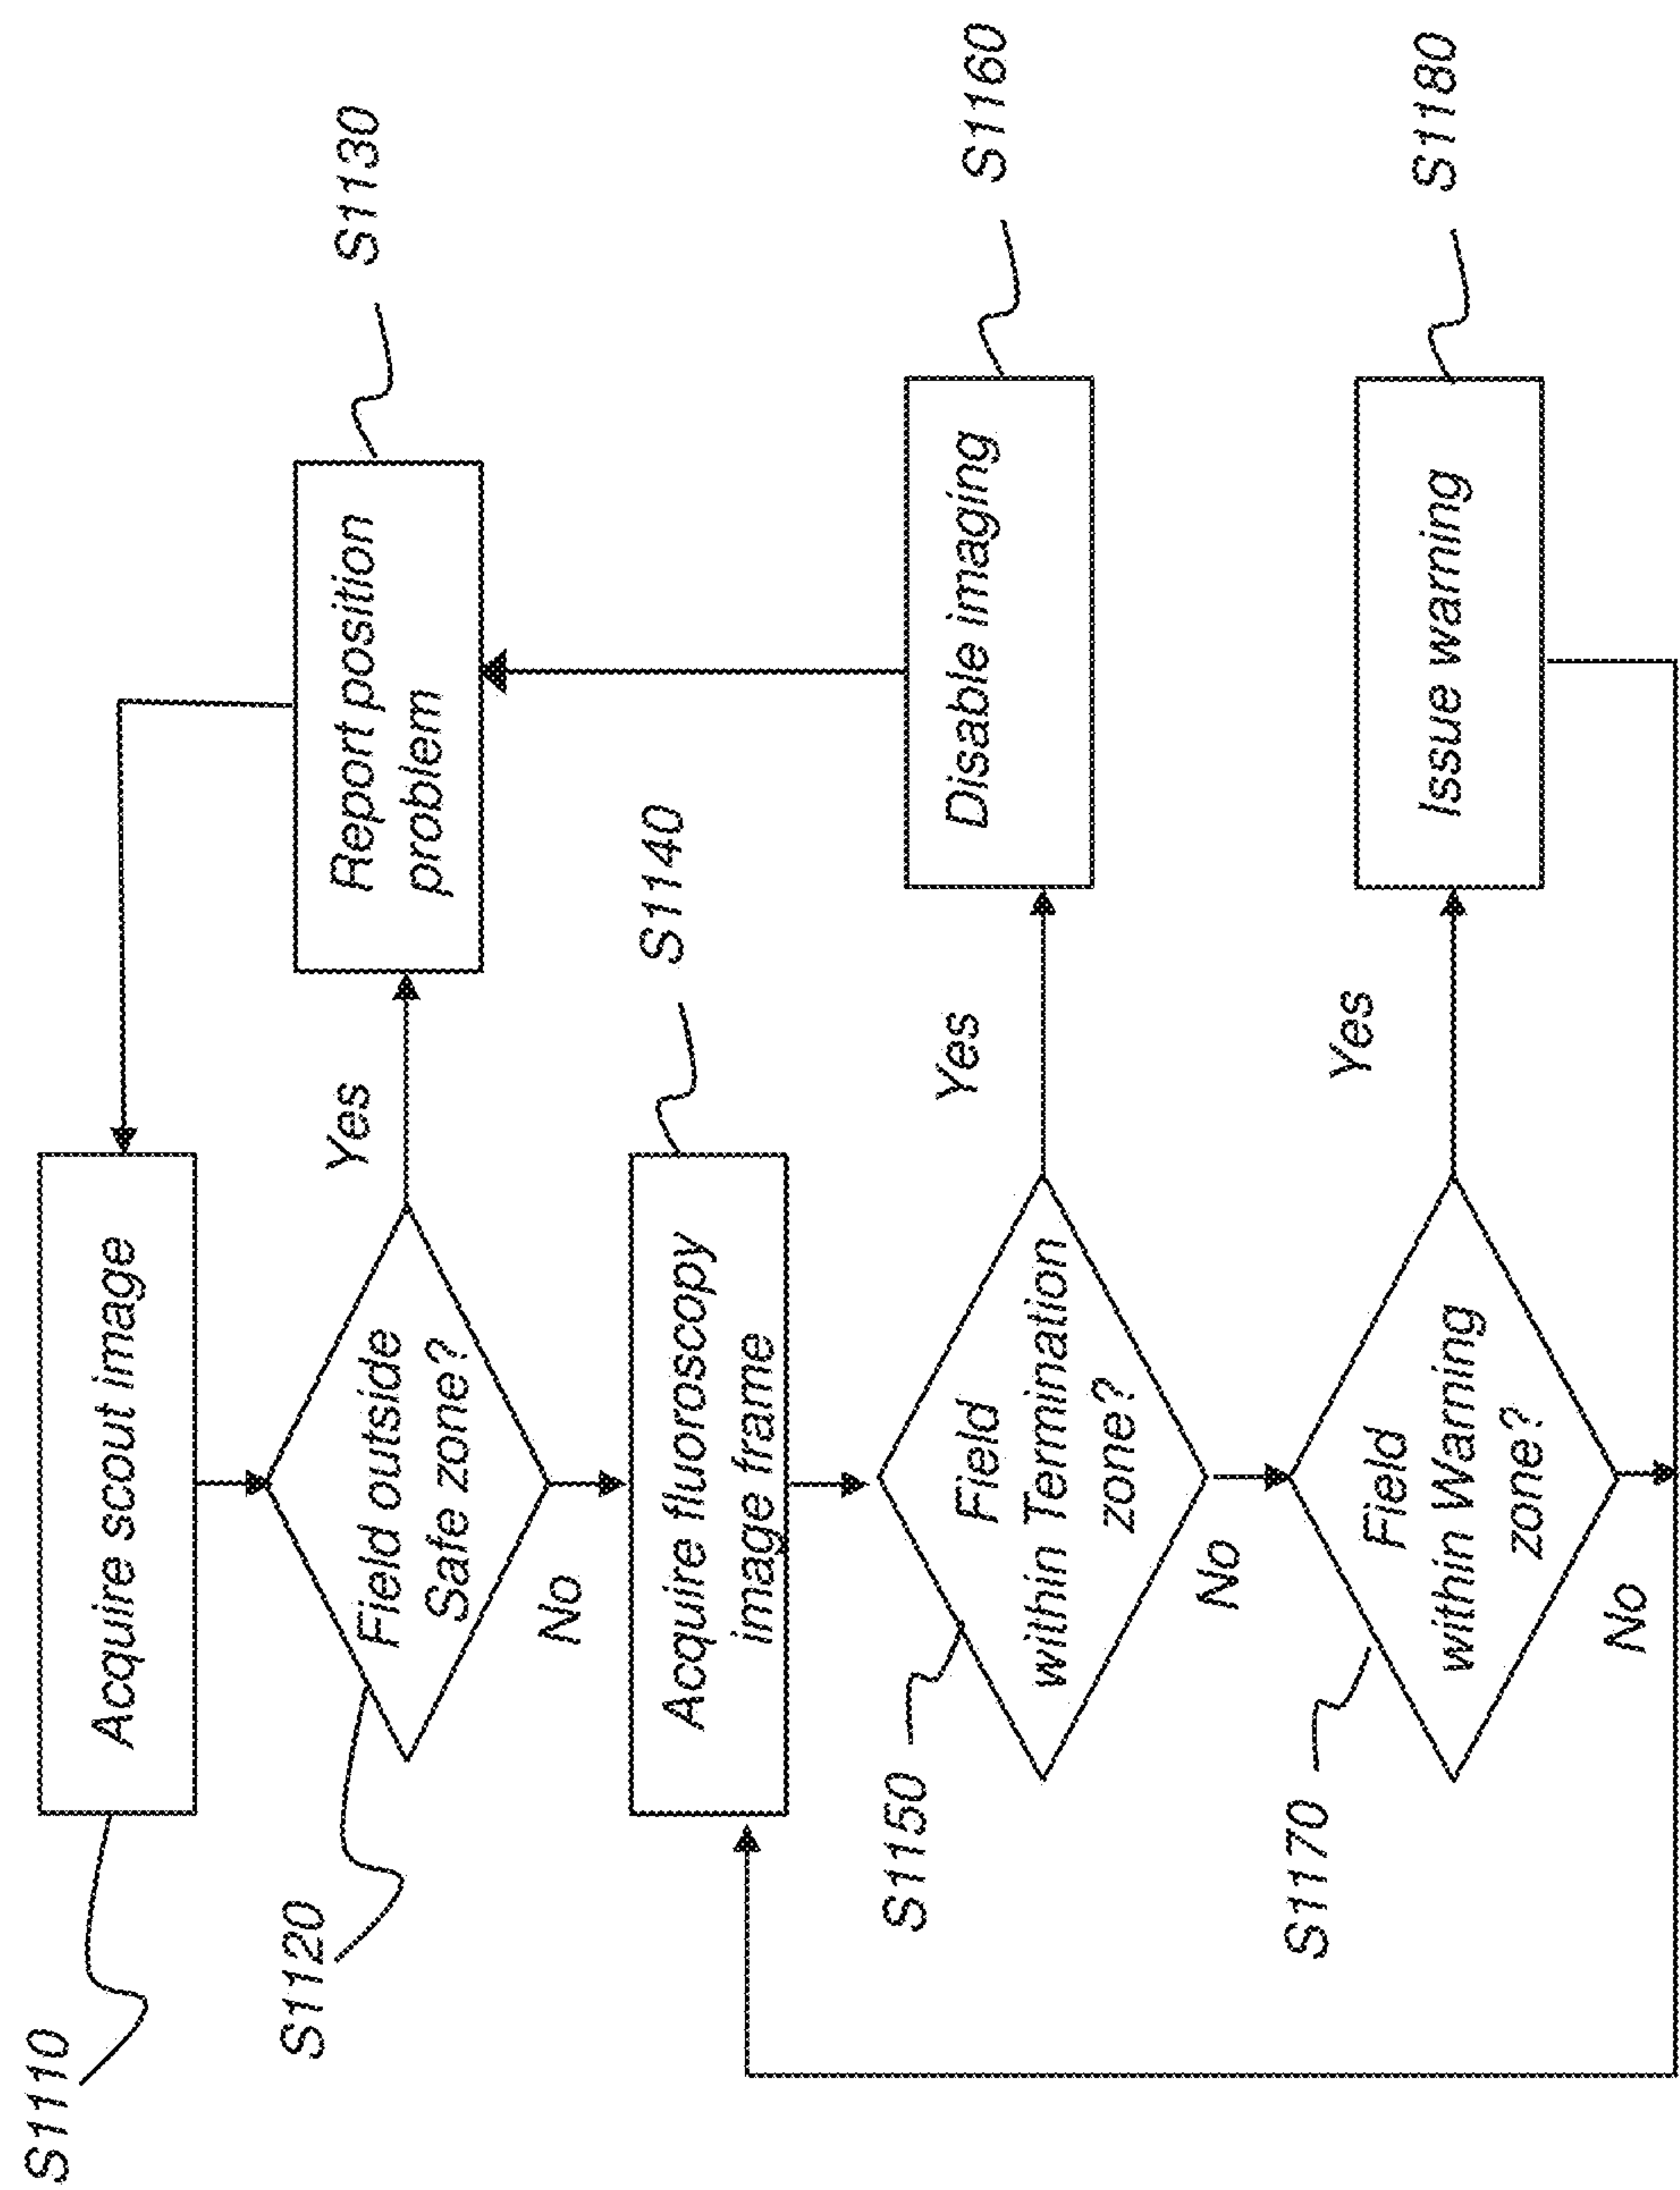 S1110
Acquire scout image
S1120
Field outside
Safe zone?
Yes
No
Report position
problem
S1130
Acquire fluoroscopy
image frame
S1140
S1150
Field
within Termination
zone?
Yes
No
Disable imaging
S1160
S1170
Field
within Warning
zone?
Yes
No
Issue warning
S1180